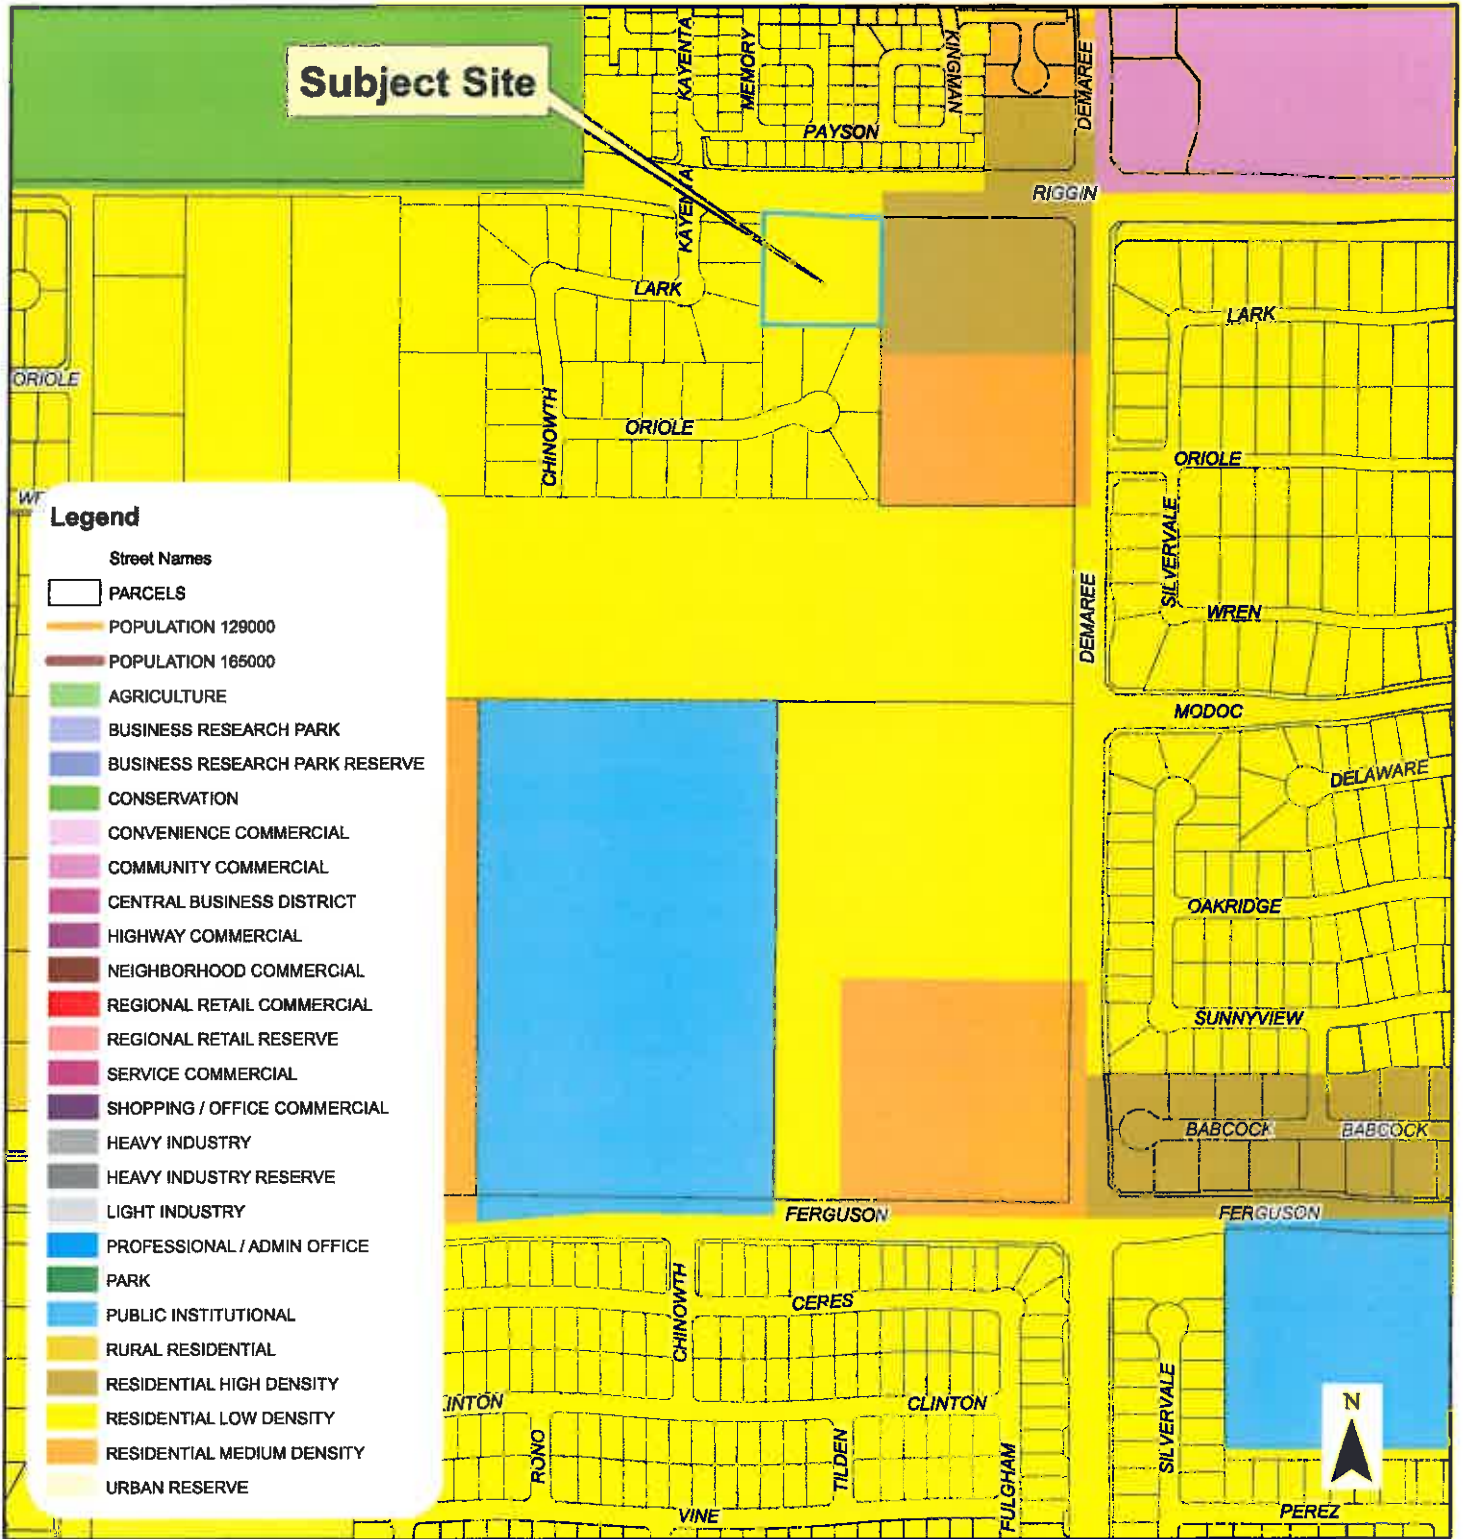 Subject Site
KAYENTA
MEMORY
KINGMAN
DEMAREE
PAYSON
RIGGIN
KAYENTA
LARK
LARK
ORIOLE
CHINOWTH
ORIOLE
ORIOLE
SILVERVALE
DEMAREE
WREN
MODOC
DELAWARE
OAKRIDGE
SUNNYVIEW
BABCOCK
BABCOCK
FERGUSON
FERGUSON
CHINOWTH
CERES
CLINTON
RONO
TILDEN
FULGHAM
SILVERVALE
VINE
PEREZ
N
Legend
Street Names
PARCELS
POPULATION 129000
POPULATION 165000
AGRICULTURE
BUSINESS RESEARCH PARK
BUSINESS RESEARCH PARK RESERVE
CONSERVATION
CONVENIENCE COMMERCIAL
COMMUNITY COMMERCIAL
CENTRAL BUSINESS DISTRICT
HIGHWAY COMMERCIAL
NEIGHBORHOOD COMMERCIAL
REGIONAL RETAIL COMMERCIAL
REGIONAL RETAIL RESERVE
SERVICE COMMERCIAL
SHOPPING / OFFICE COMMERCIAL
HEAVY INDUSTRY
HEAVY INDUSTRY RESERVE
LIGHT INDUSTRY
PROFESSIONAL / ADMIN OFFICE
PARK
PUBLIC INSTITUTIONAL
RURAL RESIDENTIAL
RESIDENTIAL HIGH DENSITY
RESIDENTIAL LOW DENSITY
RESIDENTIAL MEDIUM DENSITY
URBAN RESERVE